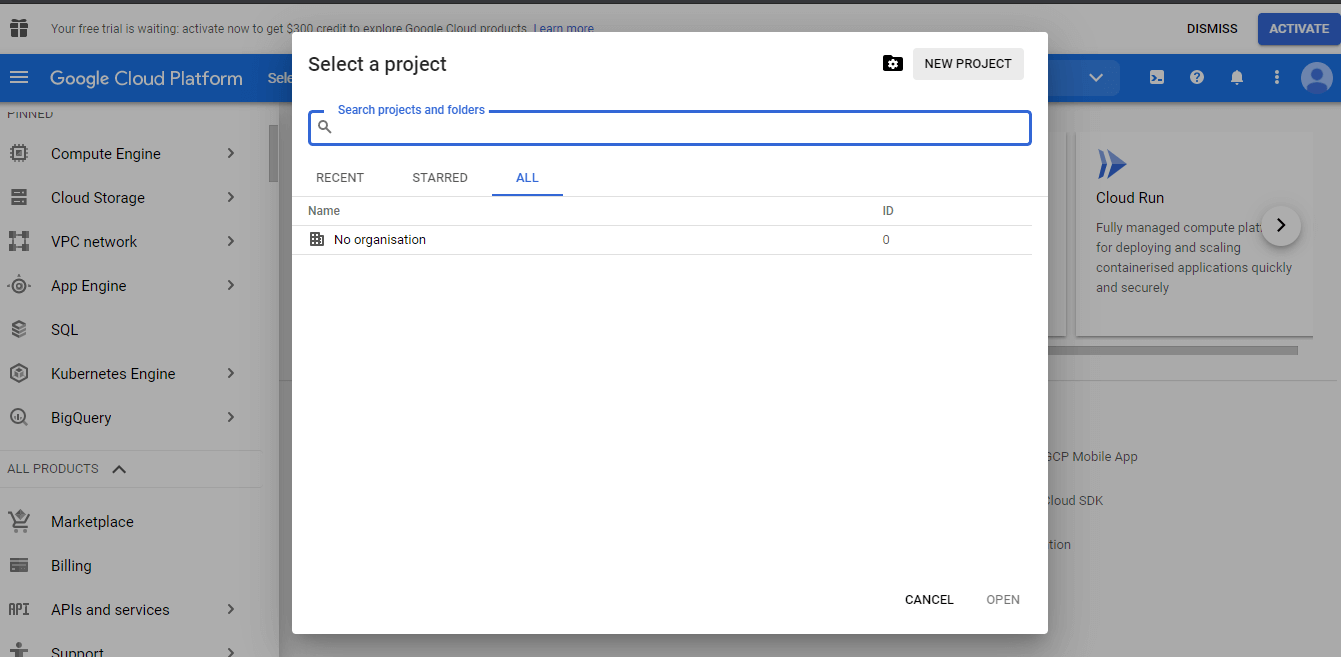 Your free trial is waiting: activate now to get $300 credit to explore Google Cloud products. Learn more
DISMISS
ACTIVATE
Google Cloud Platform
Sele
Select a project
NEW PROJECT
Search projects and folders
RECENT
STARRED
ALL
Name
ID
No organisation
0
CANCEL
OPEN
PINNED
Compute Engine
Cloud Storage
VPC network
App Engine
SQL
Kubernetes Engine
BigQuery
ALL PRODUCTS
Marketplace
Billing
API
APIs and services
Support
Cloud Run
Fully managed compute plat
for deploying and scaling
containerised applications quickly
and securely
GCP Mobile App
Cloud SDK
tion